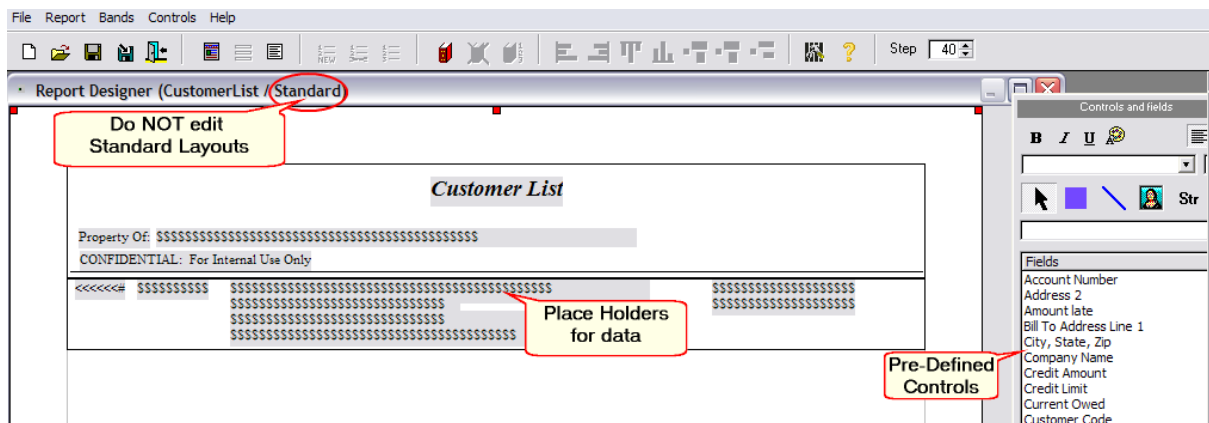 File Report Bands Controls Help
NEW
Step 40
Report Designer (CustomerList / Standard)
Do NOT edit
Standard Layouts
Controls and fields
B I U
Str
Customer List
Property Of: $$$$$$$$$$$$$$$$$$$$$$$$$$$$$$$$$$$$$$$$$$$$$
CONFIDENTIAL: For Internal Use Only
<<<<<<# $$$$$$$$$$ $$$$$$$$$$$$$$$$$$$$$$$$$$$$$$$$$$$$$$$$$$$$$ $$$$$$$$$$$$$$$$$$$$
$$$$$$$$$$$$$$$$$$$$$$$$$$$$$$ $$$$$$$$$$$$$$$$$$$$
$$$$$$$$$$$$$$$$$$$$$$$$$$$$$$
$$$$$$$$$$$$$$$$$$$$$$$$$$$$$$$$$$$$$$$$
Place Holders
for data
Pre-Defined
Controls
Fields
Account Number
Address 2
Amount late
Bill To Address Line 1
City, State, Zip
Company Name
Credit Amount
Credit Limit
Current Owed
Customer Code